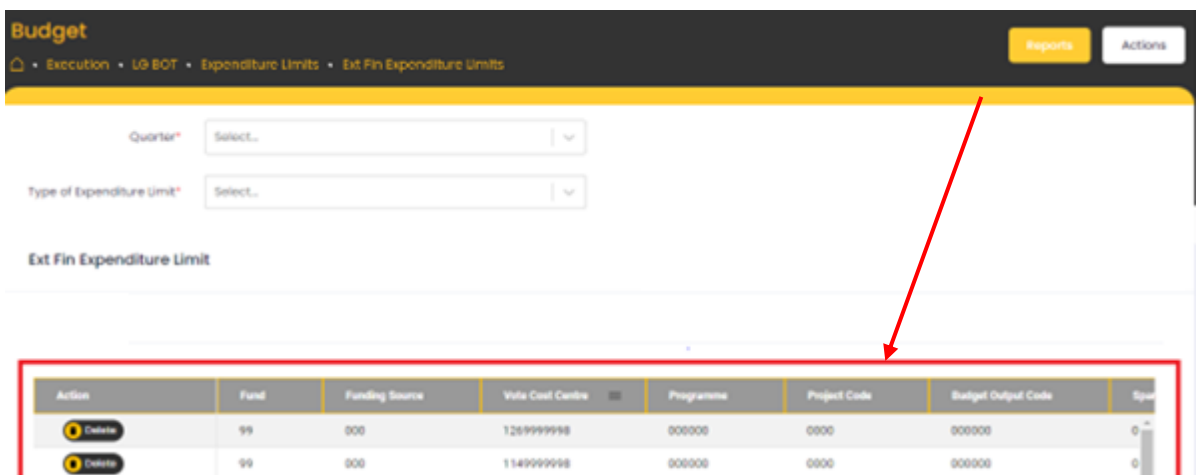 Budget
Reports
Actions
Execution • LG BOT • Expenditure Limits • Ext Fin Expenditure Limits
Quarter* Select...
Type of Expenditure Limit* Select...
Ext Fin Expenditure Limit
Action Fund Funding Source Vote Cost Centre Programme Project Code Budget Output Code
Delete 99 000 1269999998 000000 0000 000000 0
Delete 99 000 1149999998 000000 0000 000000 0